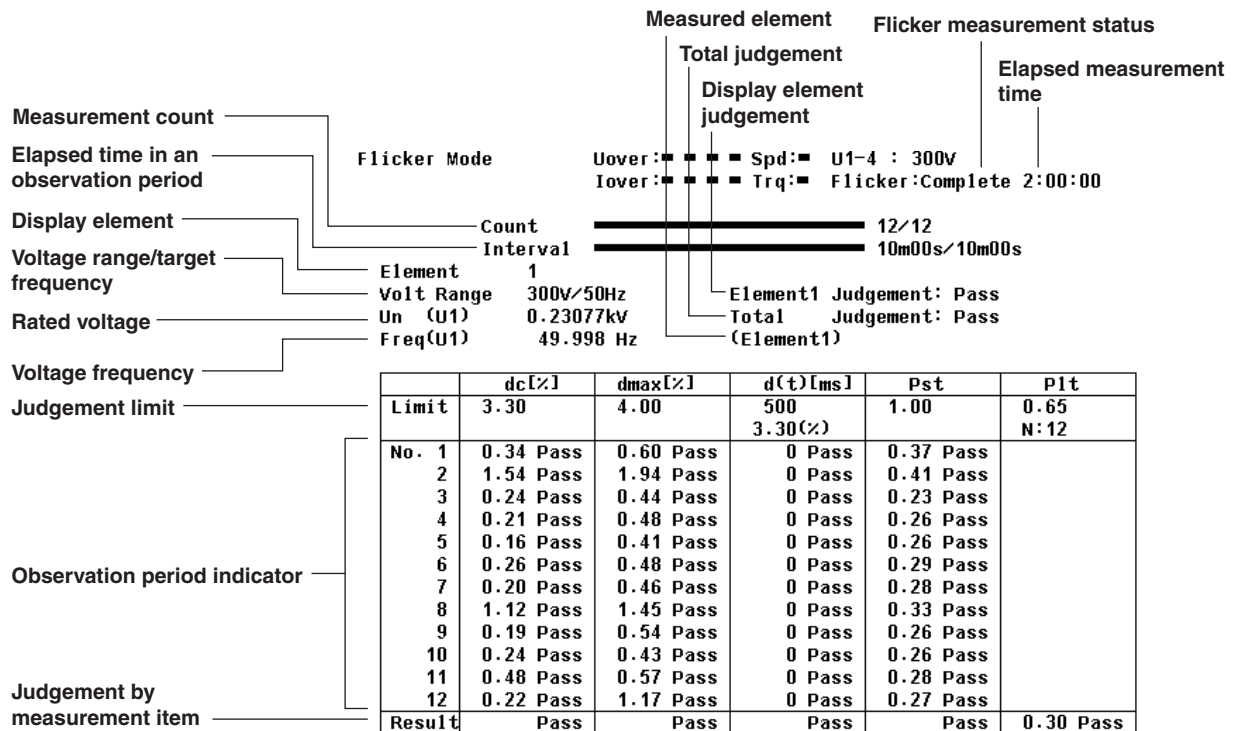 Measured element
Flicker measurement status
Total judgement
Elapsed measurement
time
Display element
judgement
Measurement count
Elapsed time in an
observation period
Display element
Voltage range/target
frequency
Rated voltage
Voltage frequency
Judgement limit
Observation period indicator
Judgement by
measurement item
Flicker Mode Uover: Spd: U1-4 : 300V
Iover: Trq: Flicker:Complete 2:00:00
Count 12/12
Interval 10m00s/10m00s
Element 1
Volt Range 300V/50Hz Element1 Judgement: Pass
Un (U1) 0.23077kV Total Judgement: Pass
Freq(U1) 49.998 Hz (Element1)
dc[%] dmax[%] d(t)[ms] Pst Plt
Limit 3.30 4.00 500 1.00 0.65
3.30(%) N:12
No. 1 0.34 Pass 0.60 Pass 0 Pass 0.37 Pass
2 1.54 Pass 1.94 Pass 0 Pass 0.41 Pass
3 0.24 Pass 0.44 Pass 0 Pass 0.23 Pass
4 0.21 Pass 0.48 Pass 0 Pass 0.26 Pass
5 0.16 Pass 0.41 Pass 0 Pass 0.26 Pass
6 0.26 Pass 0.48 Pass 0 Pass 0.29 Pass
7 0.20 Pass 0.46 Pass 0 Pass 0.28 Pass
8 1.12 Pass 1.45 Pass 0 Pass 0.33 Pass
9 0.19 Pass 0.54 Pass 0 Pass 0.26 Pass
10 0.24 Pass 0.43 Pass 0 Pass 0.26 Pass
11 0.48 Pass 0.57 Pass 0 Pass 0.28 Pass
12 0.22 Pass 1.17 Pass 0 Pass 0.27 Pass
Result Pass Pass Pass Pass 0.30 Pass